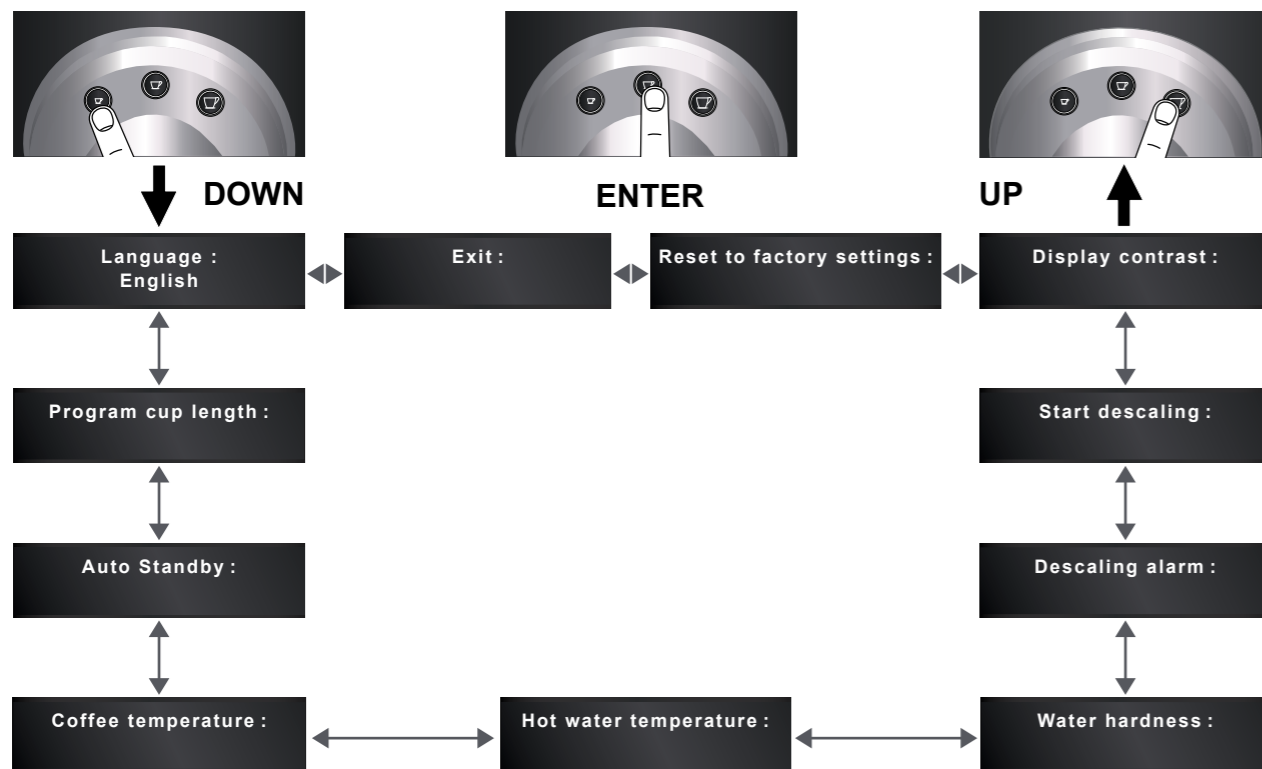 DOWN
ENTER
UP
Language :
English
Exit :
Reset to factory settings :
Display contrast :
Program cup length :
Start descaling :
Auto Standby :
Descaling alarm :
Coffee temperature :
Hot water temperature :
Water hardness :